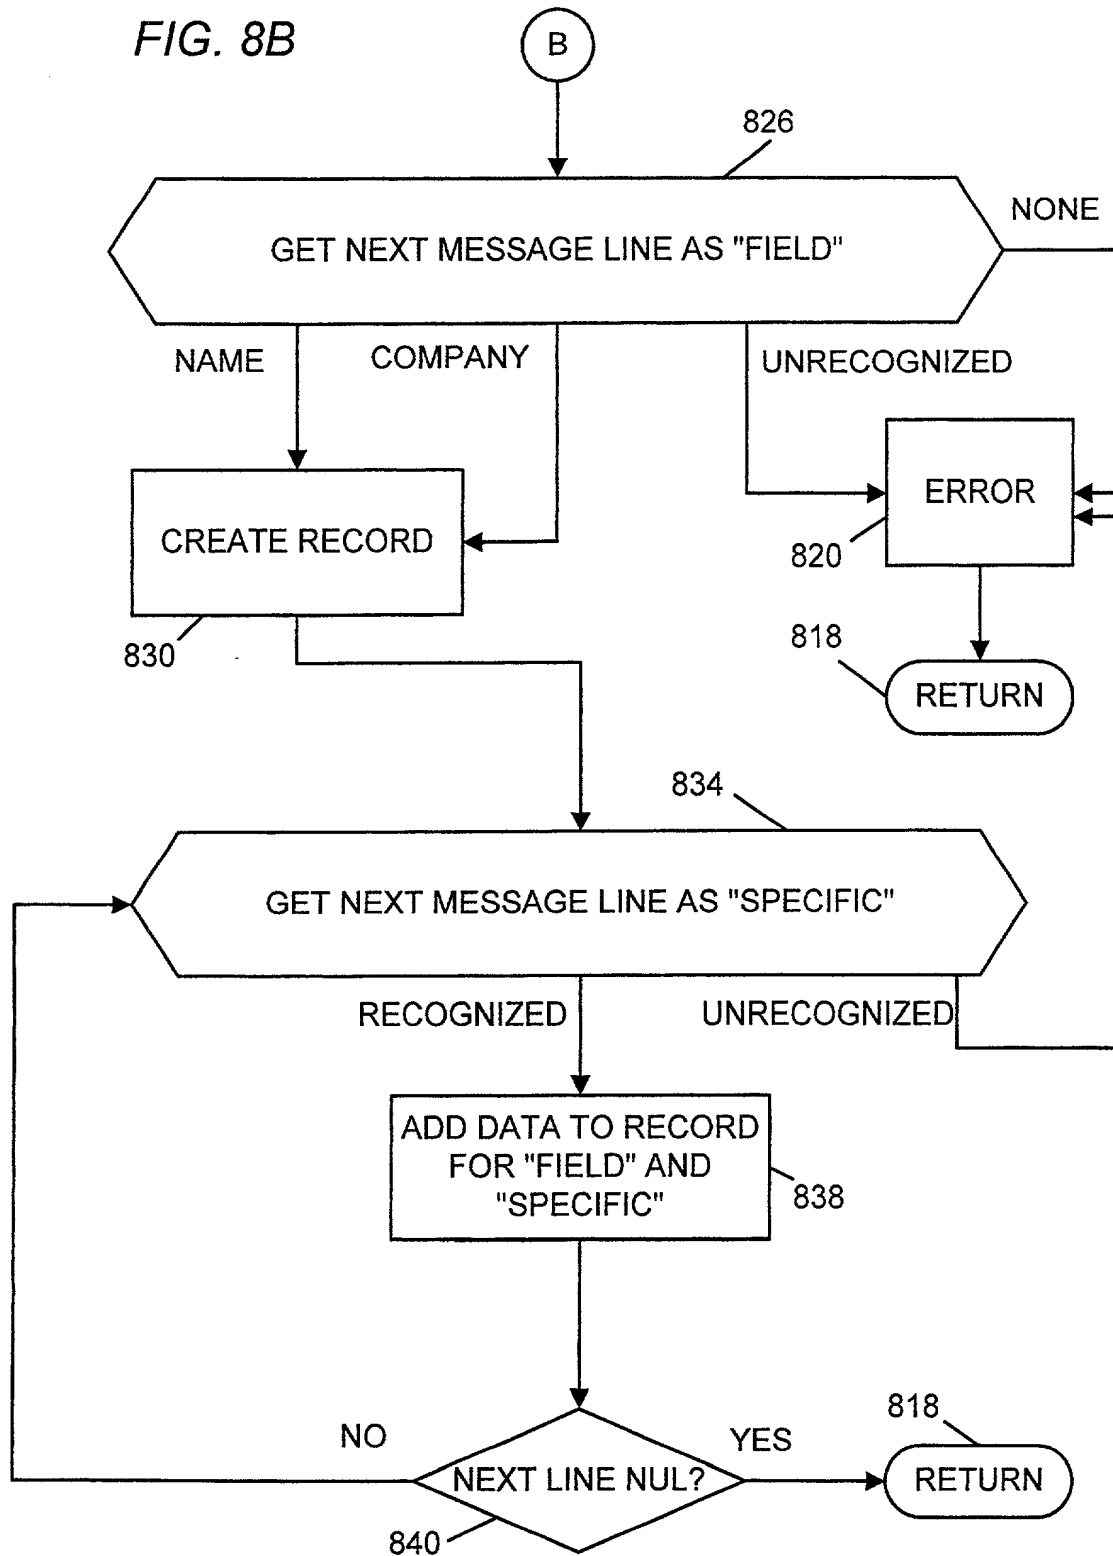 FIG. 8B
B
826
GET NEXT MESSAGE LINE AS "FIELD"
NONE
NAME
COMPANY
UNRECOGNIZED
CREATE RECORD
830
ERROR
820
818
RETURN
834
GET NEXT MESSAGE LINE AS "SPECIFIC"
RECOGNIZED
UNRECOGNIZED
ADD DATA TO RECORD
FOR "FIELD" AND
"SPECIFIC"
838
NO
NEXT LINE NUL?
YES
840
818
RETURN